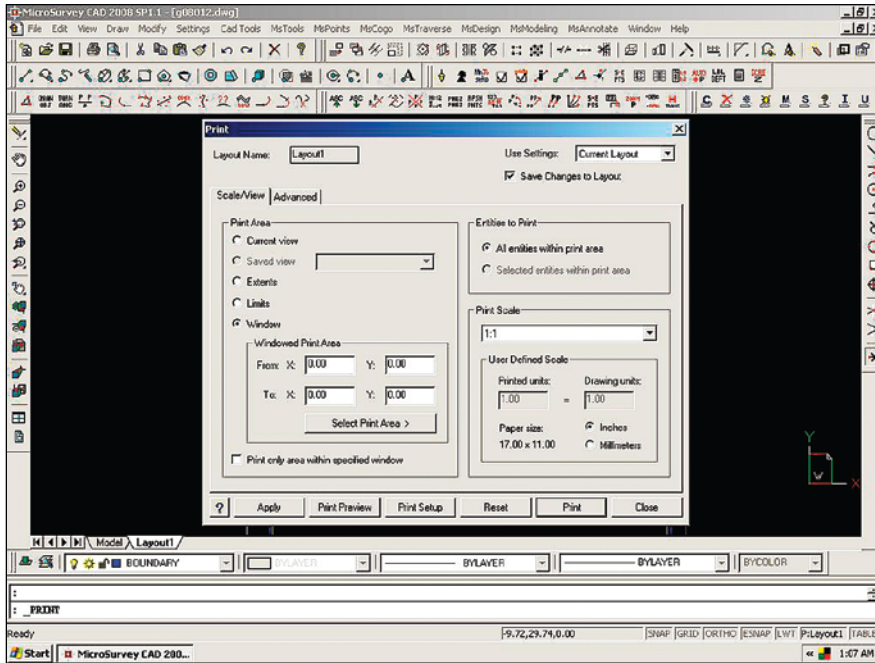 MicroSurvey CAD 2008 SP1.1 - [g08012.dwg]
File Edit View Draw Modify Settings Cad Tools MsTools MsPoints MsCogo MsTraverse MsDesign MsModeling MsAnnotate Window Help
Print
Layout Name: Layout1
Use Settings: Current Layout
Save Changes to Layout
Scale/View Advanced
Print Area
Current view
Saved view
Extents
Limits
Window
Windowed Print Area
From: X: 0.00 Y: 0.00
To: X: 0.00 Y: 0.00
Select Print Area >
Print only area within specified window
Entities to Print
All entities within print area
Selected entities within print area
Print Scale
1:1
User Defined Scale
Printed units: Drawing units:
1.00 = 1.00
Paper size: Inches
17.00 x 11.00 Millimeters
? Apply Print Preview Print Setup Reset Print Close
Y
W X
Model Layout1
BOUNDARY BYLAYER BYLAYER BYLAYER BYCOLOR
:
: _PRINT
Ready -9.72,29.74,0.00 SNAP GRID ORTHO ESNAP LWT P:Layout1 TABLE
Start MicroSurvey CAD 200... « 1:07 AM